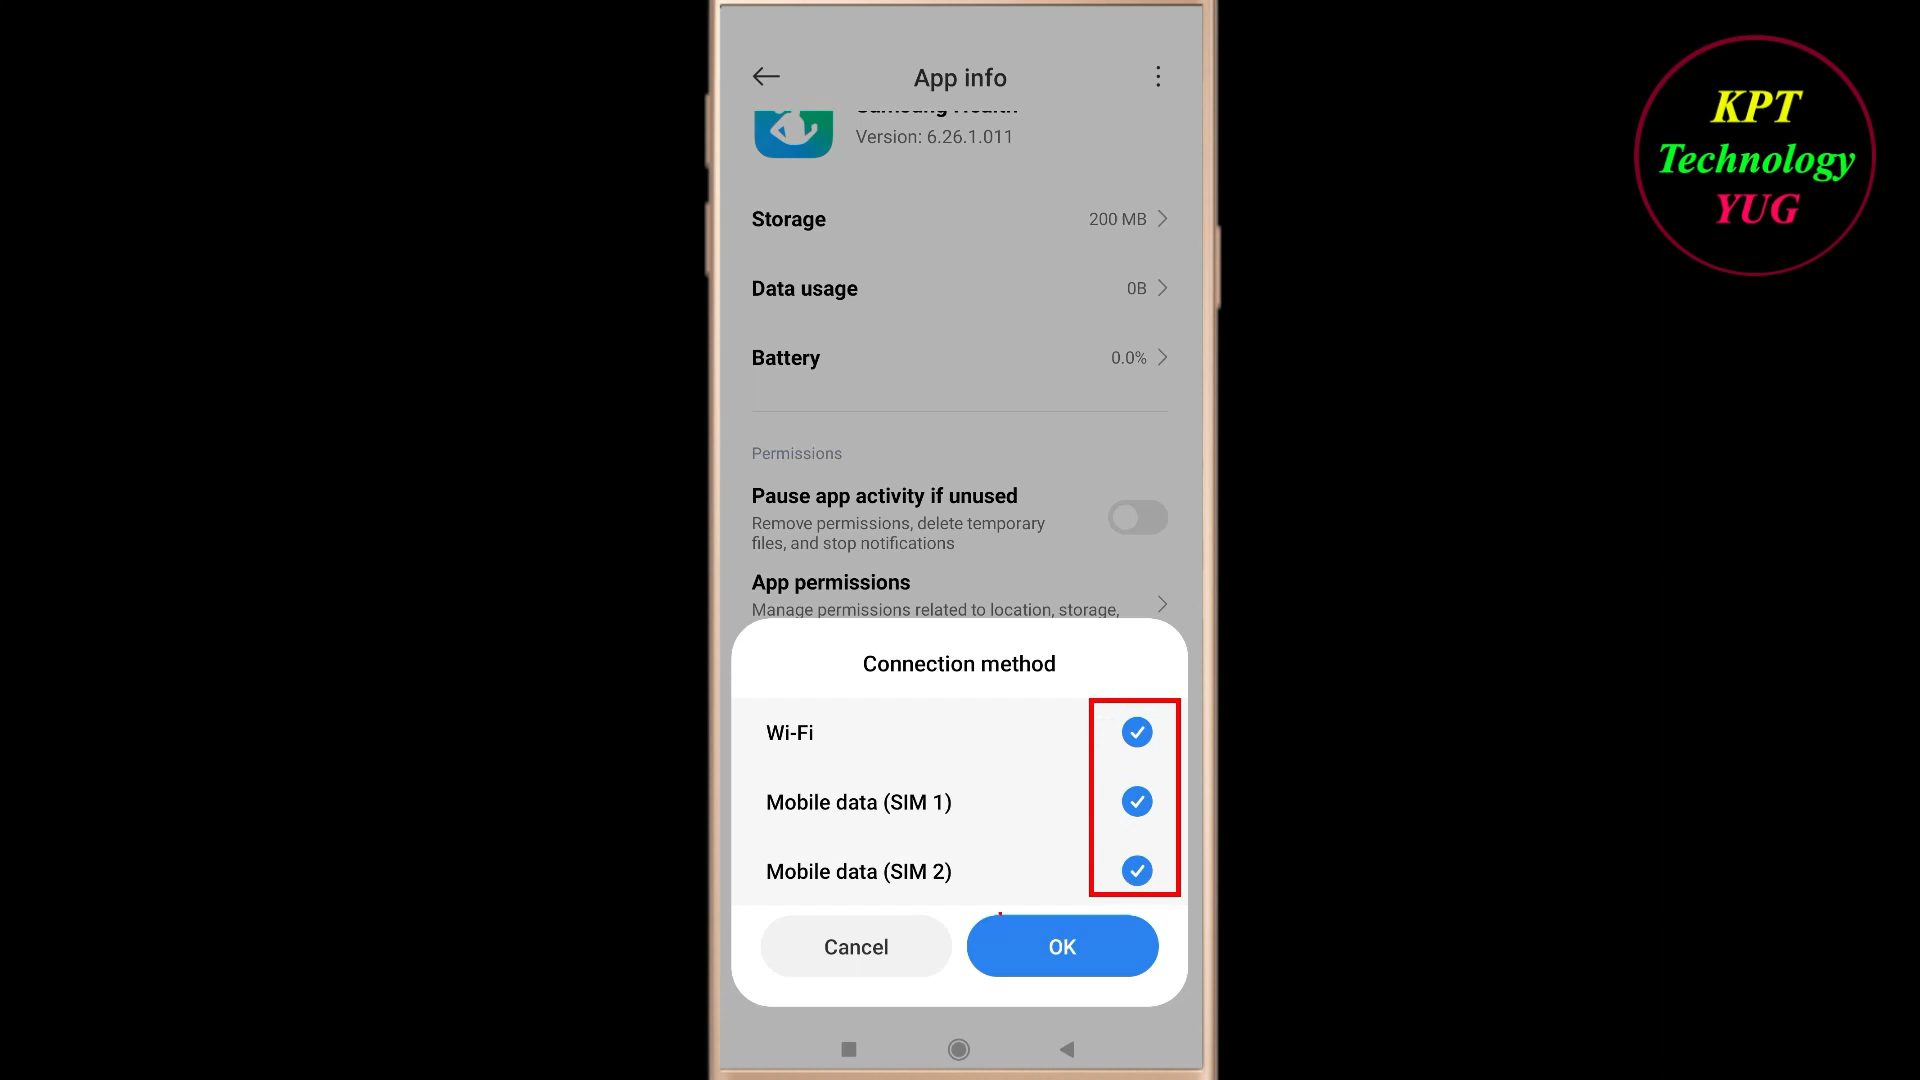 App info
Samsung Health
Version: 6.26.1.011
Storage 200 MB
Data usage 0B
Battery 0.0%
Permissions
Pause app activity if unused
Remove permissions, delete temporary
files, and stop notifications
App permissions
Manage permissions related to location, storage,
Connection method
Wi-Fi
Mobile data (SIM 1)
Mobile data (SIM 2)
Cancel OK
KPT
Technology
YUG